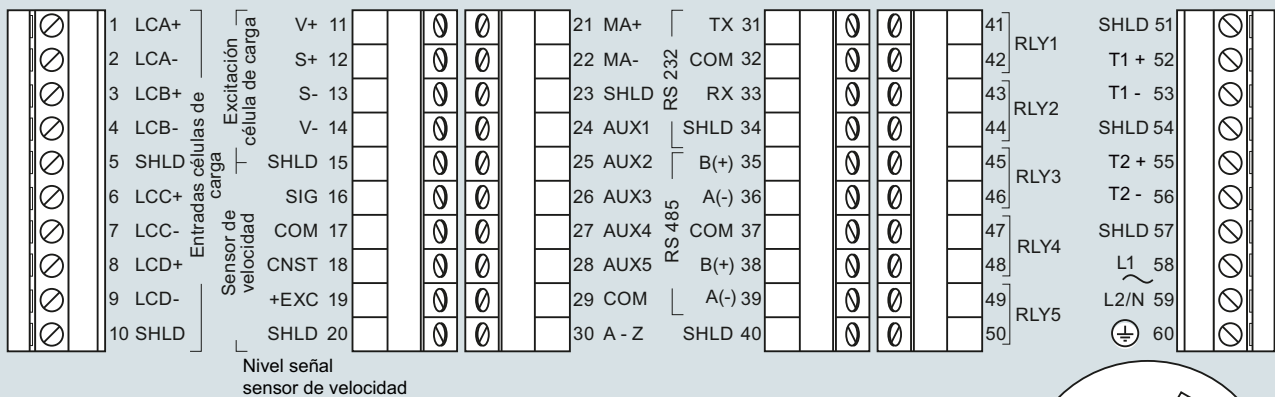 1 LCA+
2 LCA-
3 LCB+
4 LCB-
5 SHLD
6 LCC+
7 LCC-
8 LCD+
9 LCD-
10 SHLD
Entradas células de
carga
Excitación
célula de carga
Sensor de
velocidad
V+ 11
S+ 12
S- 13
V- 14
SHLD 15
SIG 16
COM 17
CNST 18
+EXC 19
SHLD 20
Nivel señal
sensor de velocidad
21 MA+
22 MA-
23 SHLD
24 AUX1
25 AUX2
26 AUX3
27 AUX4
28 AUX5
29 COM
30 A - Z
RS 232
RS 485
TX 31
COM 32
RX 33
SHLD 34
B(+) 35
A(-) 36
COM 37
B(+) 38
A(-) 39
SHLD 40
41
42
RLY1
43
44
RLY2
45
46
RLY3
47
48
RLY4
49
50
RLY5
SHLD 51
T1 + 52
T1 - 53
SHLD 54
T2 + 55
T2 - 56
SHLD 57
L1 58
L2/N 59
60